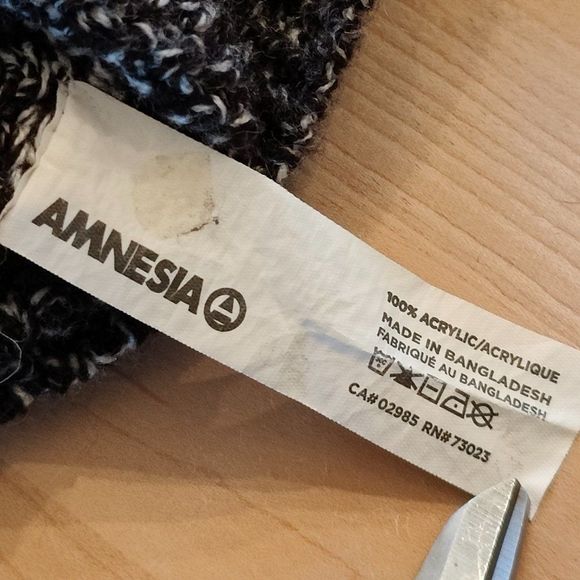 AMNESIA
100% ACRYLIC/ACRYLIQUE
MADE IN BANGLADESH
FABRIQUÉ AU BANGLADESH
CA# 02985 RN# 73023